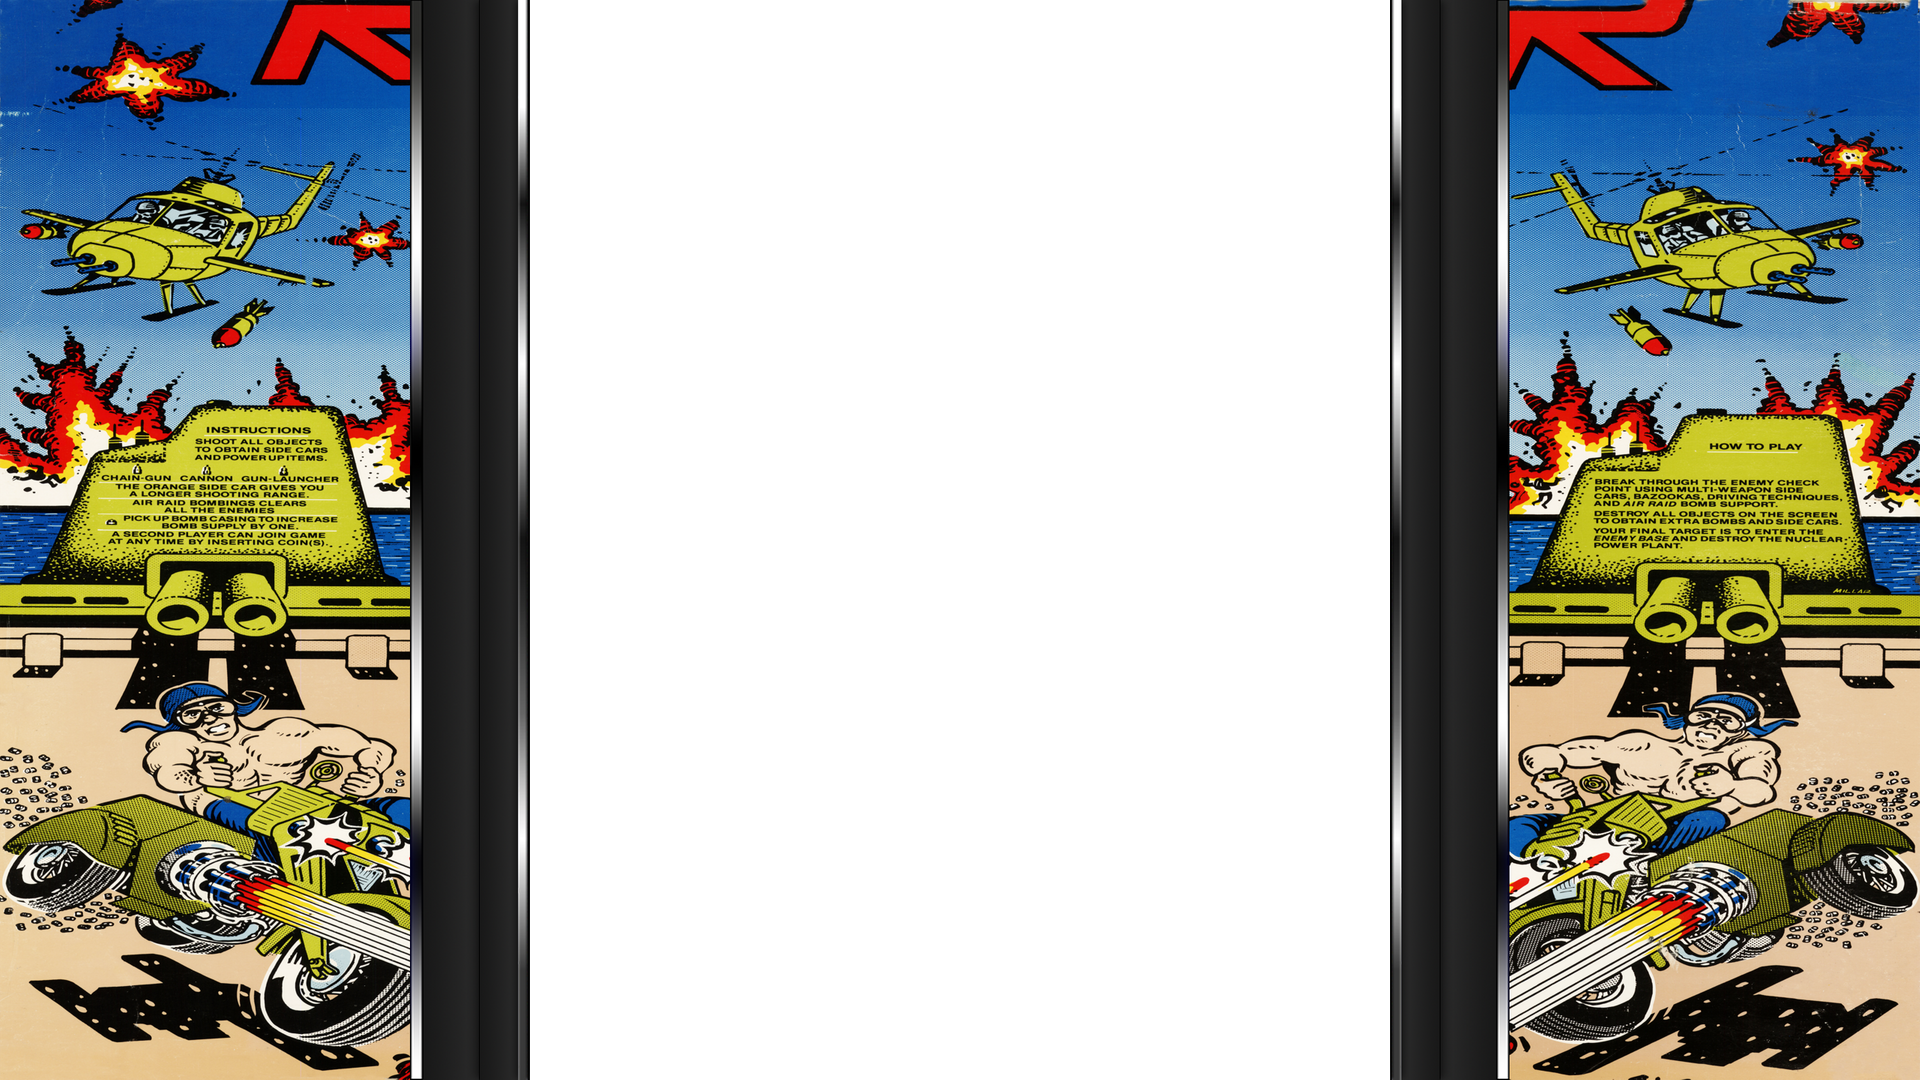 INSTRUCTIONS
SHOOT ALL OBJECTS
TO OBTAIN SIDE CARS
AND POWER UP ITEMS.
CHAIN-GUN CANNON GUN-LAUNCHER
THE ORANGE SIDE CAR GIVES YOU
A LONGER SHOOTING RANGE.
AIR RAID BOMBINGS CLEARS
ALL THE ENEMIES
PICK UP BOMB CASING TO INCREASE
BOMB SUPPLY BY ONE.
A SECOND PLAYER CAN JOIN GAME
AT ANY TIME BY INSERTING COIN(S).
HOW TO PLAY
BREAK THROUGH THE ENEMY CHECK
POINT USING MULTI-WEAPON SIDE
CARS, BAZOOKAS, DRIVING TECHNIQUES,
AND AIR RAID BOMB SUPPORT.
DESTROY ALL OBJECTS ON THE SCREEN
TO OBTAIN EXTRA BOMBS AND SIDE CARS.
YOUR FINAL TARGET IS TO ENTER THE
ENEMY BASE AND DESTROY THE NUCLEAR
POWER PLANT.